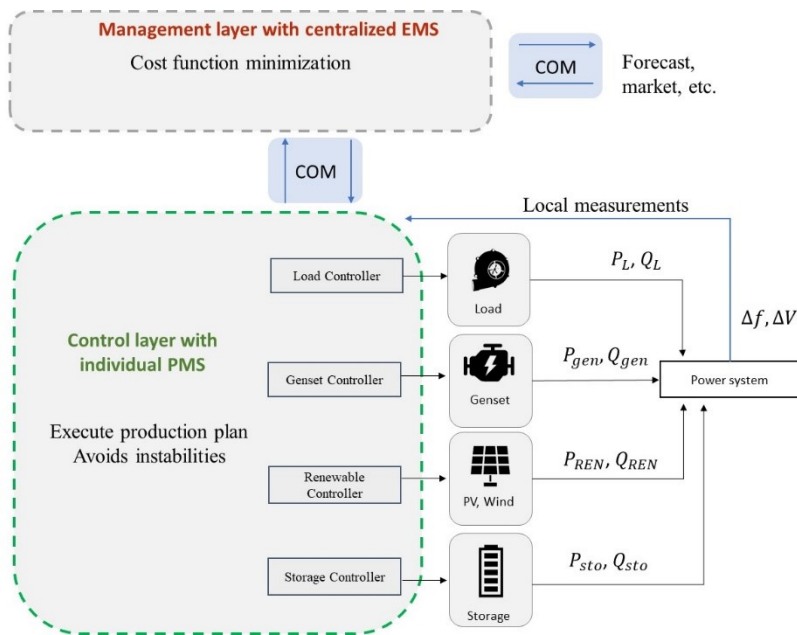 Management layer with centralized EMS
Cost function minimization
COM
Forecast,
market, etc.
COM
Local measurements
Load Controller
Load
P_L, Q_L
Δf, ΔV
Control layer with
individual PMS
Genset Controller
Genset
P_gen, Q_gen
Power system
Execute production plan
Avoids instabilities
Renewable
Controller
PV, Wind
P_REN, Q_REN
Storage Controller
Storage
P_sto, Q_sto